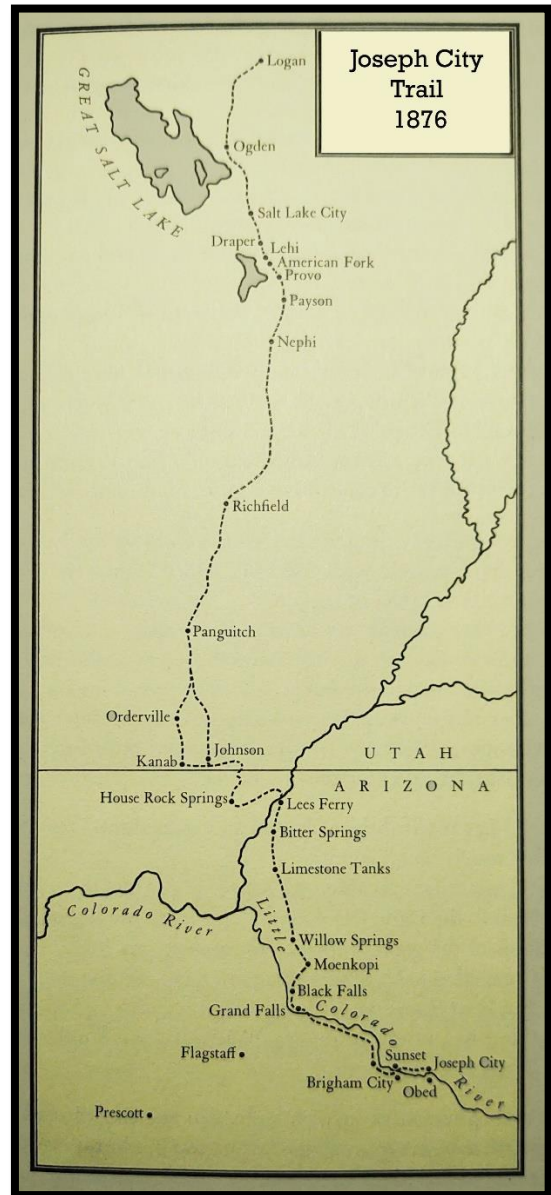 Joseph City
Trail
1876
Logan
GREAT SALT LAKE
Ogden
Salt Lake City
Draper
Lehi
American Fork
Provo
Payson
Nephi
Richfield
Panguitch
Orderville
Johnson
Kanab
UTAH
ARIZONA
House Rock Springs
Lees Ferry
Bitter Springs
Limestone Tanks
Colorado River
Little Colorado River
Willow Springs
Moenkopi
Black Falls
Grand Falls
Flagstaff
Sunset
Joseph City
Brigham City
Obed
Prescott